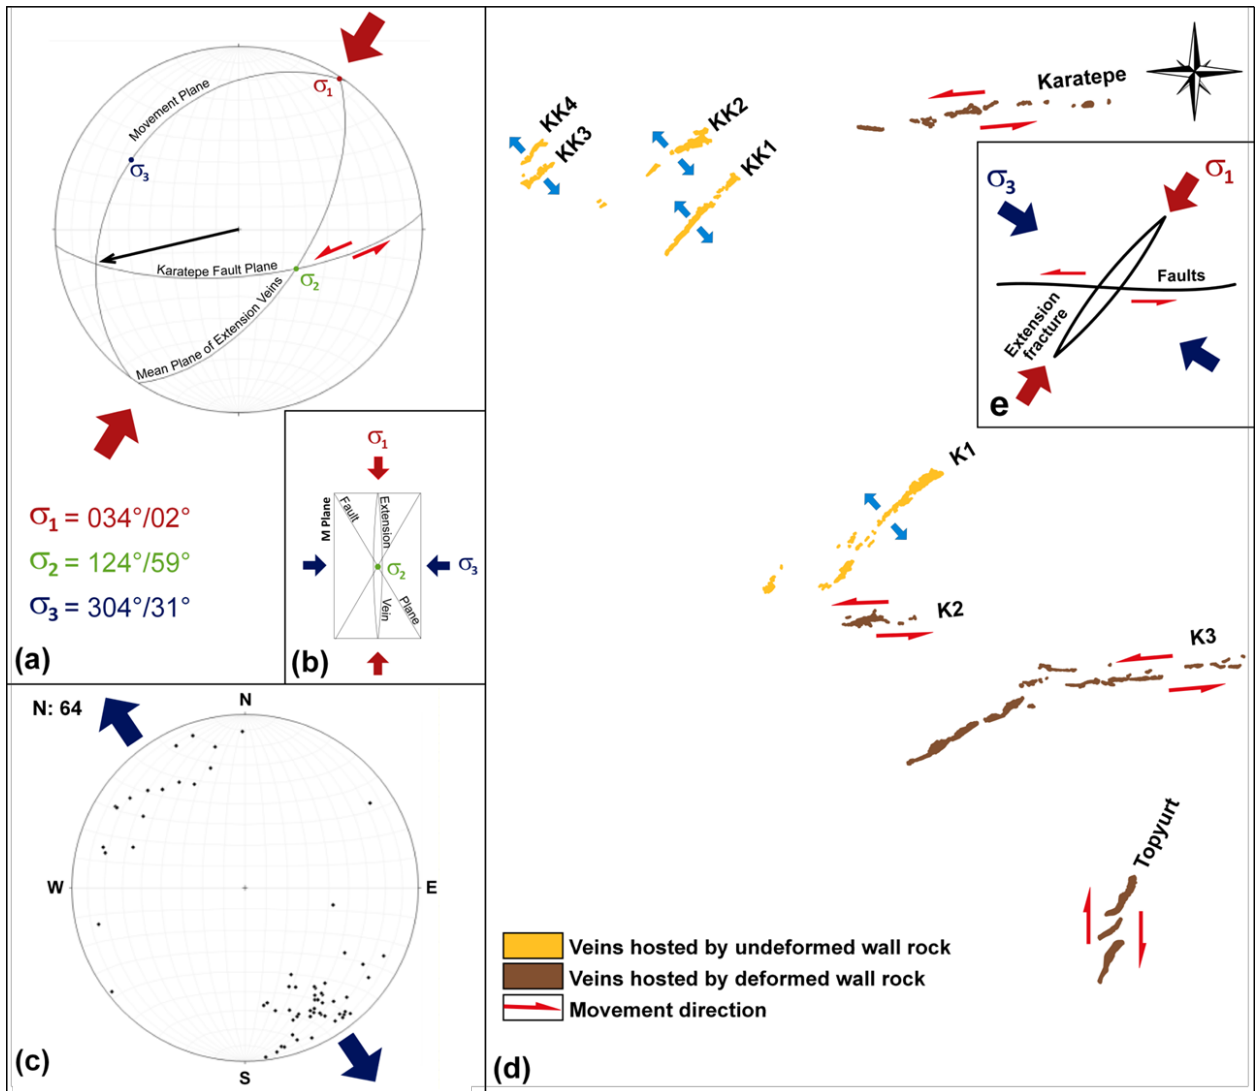 σ1
Movement Plane
σ3
Karatepe Fault Plane
σ2
Mean Plane of Extension Veins
σ1 = 034°/02°
σ2 = 124°/59°
σ3 = 304°/31°
(a)
σ1
M Plane
Fault
Extension
σ2
σ3
Vein
Plane
(b)
N: 64
N
W
E
S
(c)
KK4
KK3
KK2
KK1
Karatepe
σ3
σ1
Faults
Extension
fracture
e
K1
K2
K3
Topyurt
Veins hosted by undeformed wall rock
Veins hosted by deformed wall rock
Movement direction
(d)